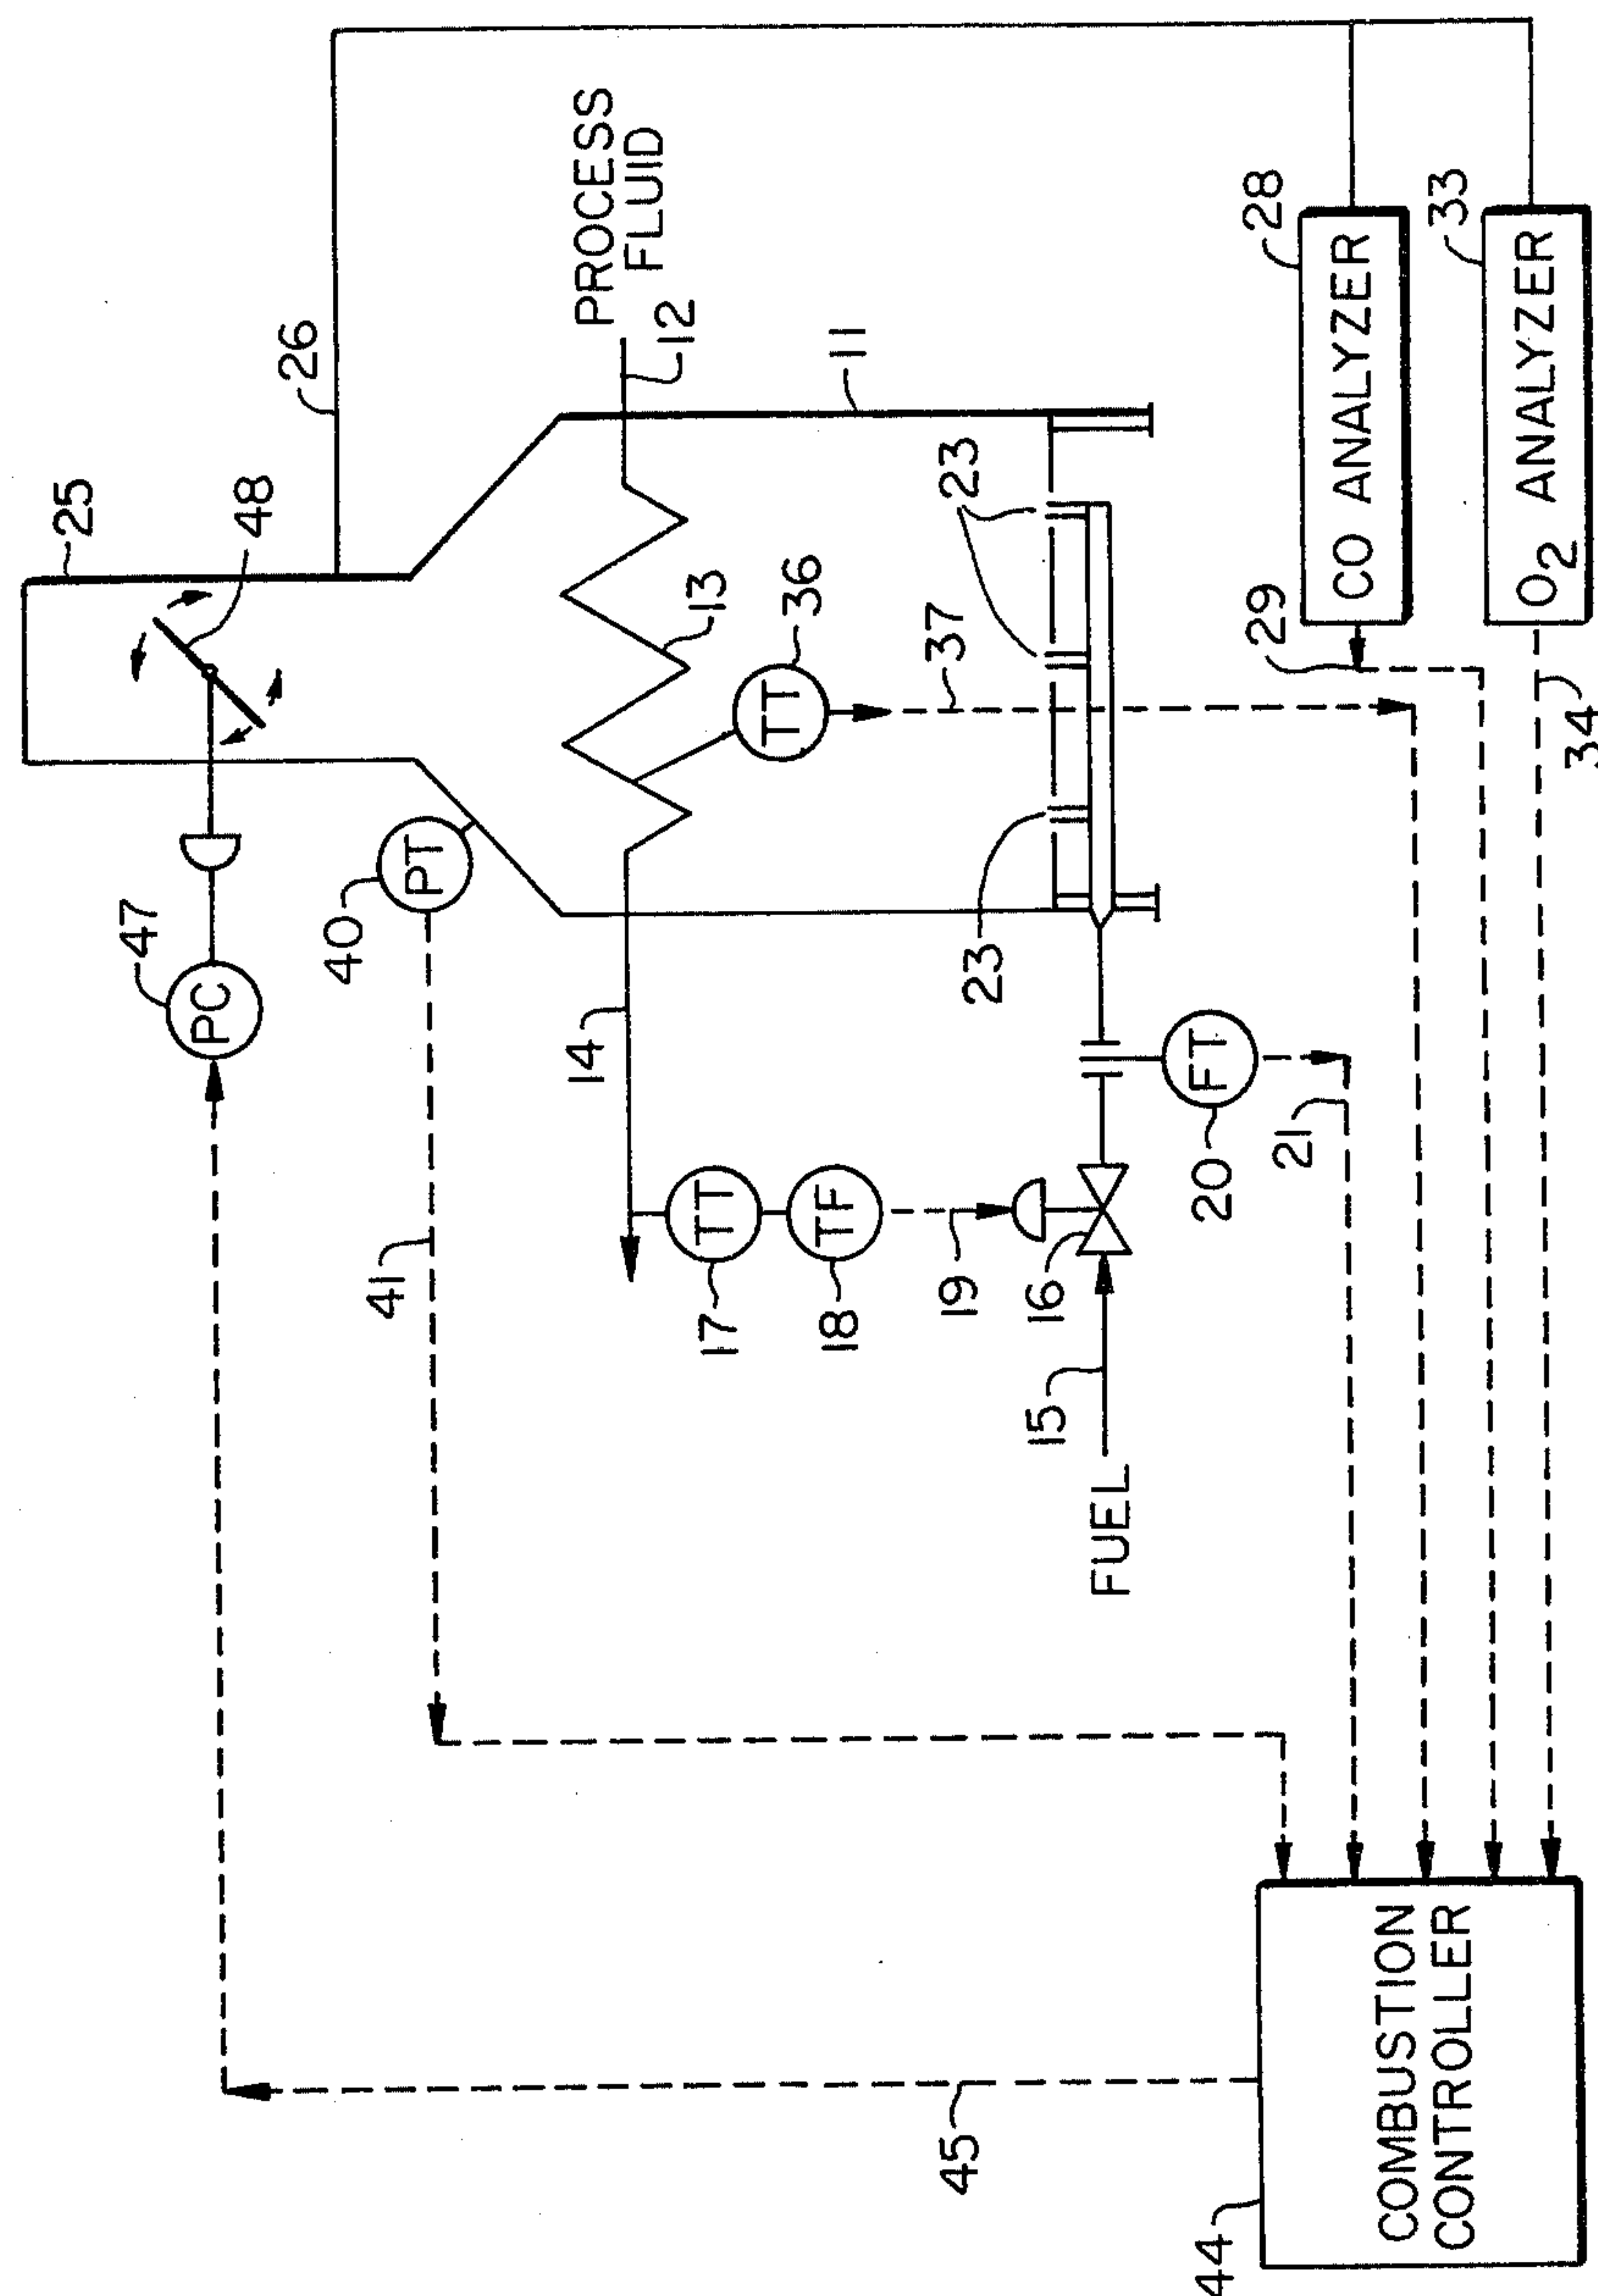 25
48
26
PROCESS
FLUID
12
47
PC
40
PT
41
13
36
TT
37
11
14
17
TT
18
TF
19
16
15
FUEL
23
23
20
FT
21
28
CO ANALYZER
29
33
O2 ANALYZER
34
45
44
COMBUSTION
CONTROLLER